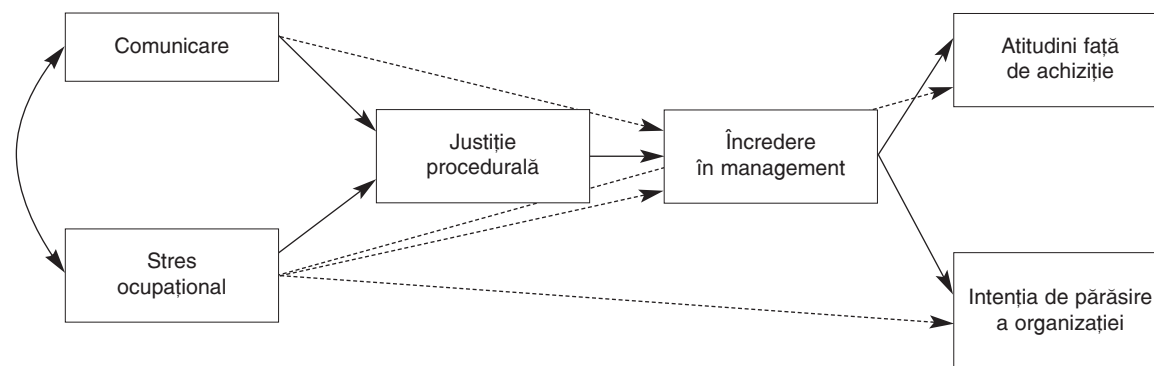 Comunicare
Atitudini față
de achiziție
Justiție
procedurală
Încredere
în management
Stres
ocupațional
Intenția de părăsire
a organizației